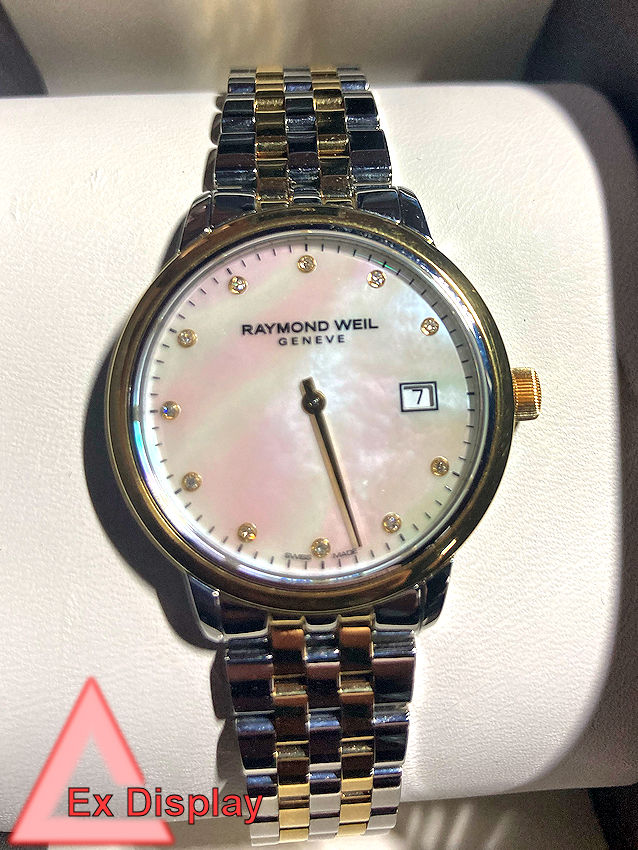 RAYMOND WEIL
GENEVE
7
SWISS MADE
Ex Display